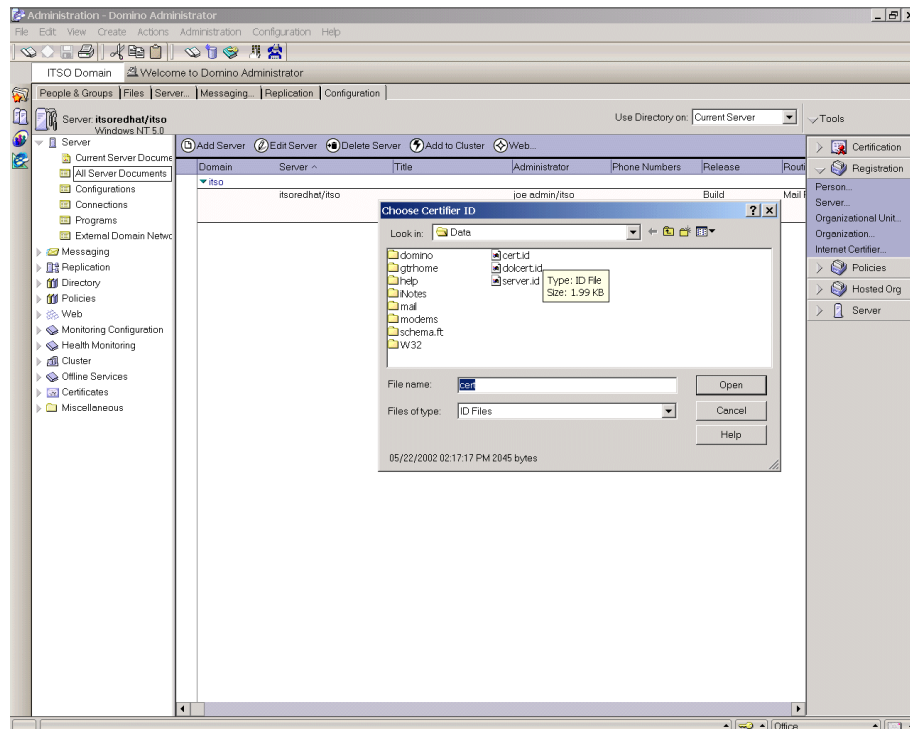 Administration - Domino Administrator
File Edit View Create Actions Administration Configuration Help
ITSO Domain Welcome to Domino Administrator
People & Groups Files Serv... Messaging... Replication Configuration
Server: itsoredhat/itso
Windows NT 5.0
Use Directory on: Current Server
Tools
Server
Current Server Docume
All Server Documents
Configurations
Connections
Programs
External Domain Netwc
Messaging
Replication
Directory
Policies
Web
Monitoring Configuration
Health Monitoring
Cluster
Offline Services
Certificates
Miscellaneous
Add Server Edit Server Delete Server Add to Cluster Web...
Domain Server Title Administrator Phone Numbers Release Routi
itso
itsoredhat/itso joe admin/itso Build Mail F
Choose Certifier ID
Look in: Data
domino
gtrhome
help
iNotes
mail
modems
schema.ft
W32
cert.id
dolcert.id
server.id
Type: ID File
Size: 1.99 KB
File name: cert Open
Files of type: ID Files Cancel
Help
05/22/2002 02:17:17 PM 2045 bytes
Certification
Registration
Person...
Server...
Organizational Unit...
Organization...
Internet Certifier...
Policies
Hosted Org
Server
Office